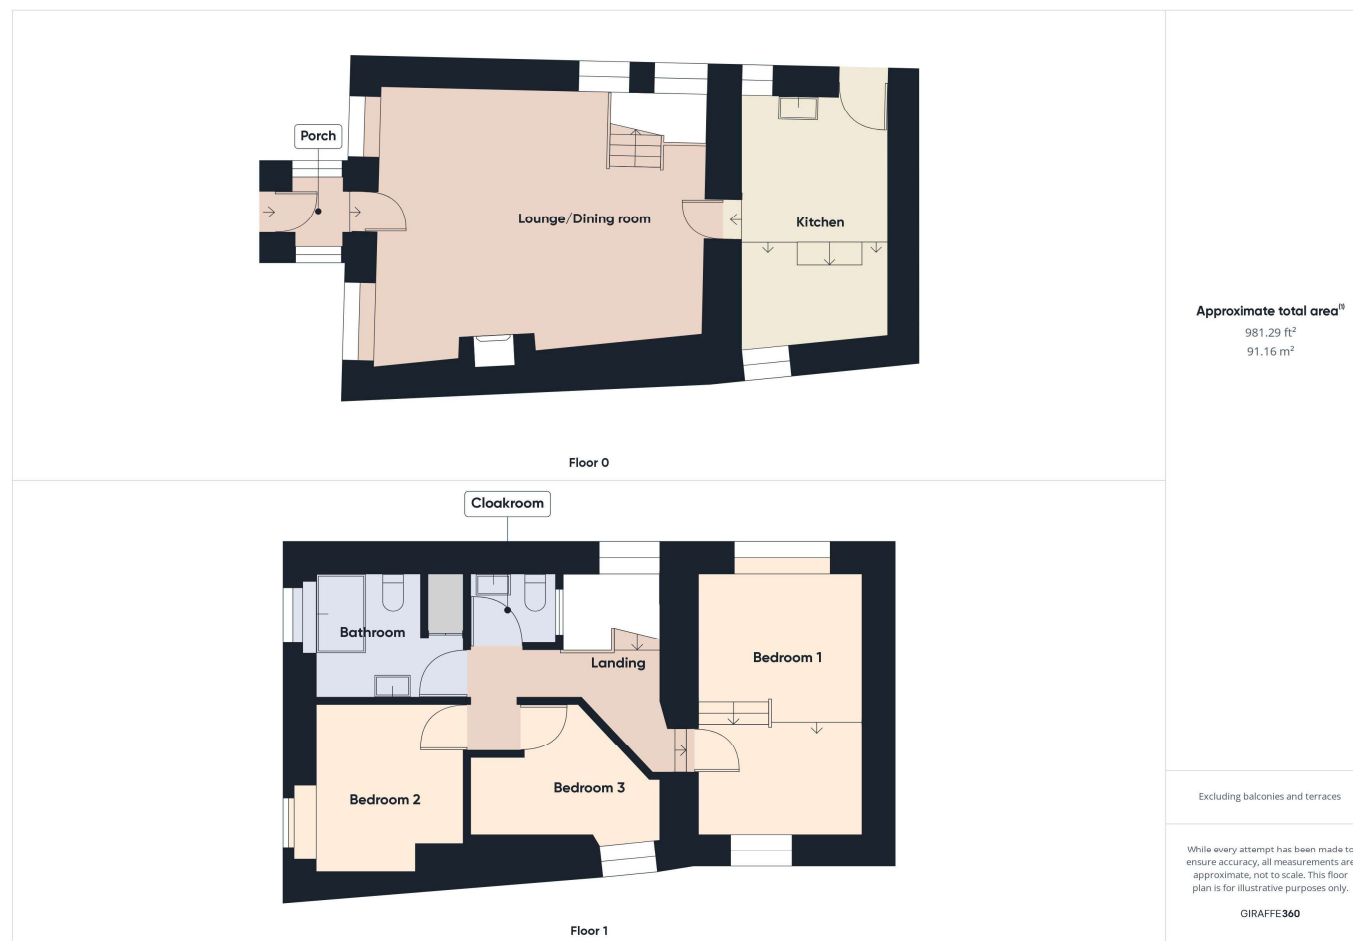 Porch
Lounge/Dining room
Kitchen
Floor 0
Cloakroom
Bathroom
Landing
Bedroom 1
Bedroom 2
Bedroom 3
Floor 1
Approximate total area(1)
981.29 ft²
91.16 m²
Excluding balconies and terraces
While every attempt has been made to
ensure accuracy, all measurements are
approximate, not to scale. This floor
plan is for illustrative purposes only.
GIRAFFE360